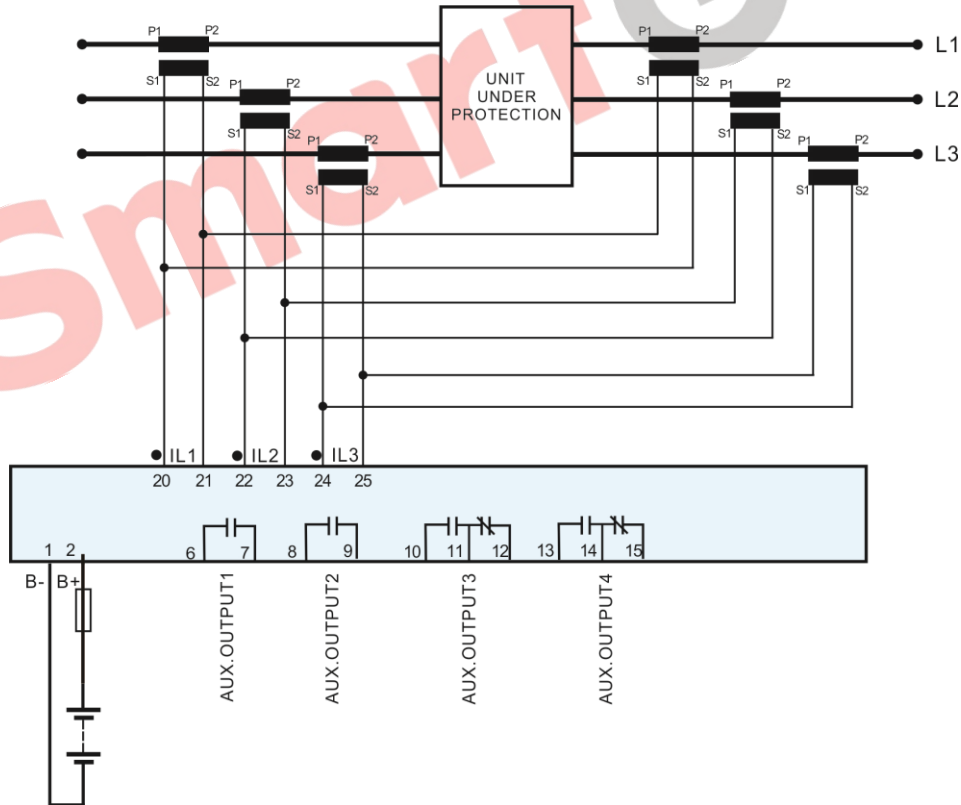 P1 P2 P1 P2
L1
S1 S2 P1 P2 S1 S2 P1 P2
UNIT
UNDER
PROTECTION
L2
S1 S2 P1 P2 S1 S2 P1 P2
L3
S1 S2 S1 S2
SmartG
IL1 IL2 IL3
20 21 22 23 24 25
1 2 6 7 8 9 10 11 12 13 14 15
B- B+
AUX.OUTPUT1
AUX.OUTPUT2
AUX.OUTPUT3
AUX.OUTPUT4